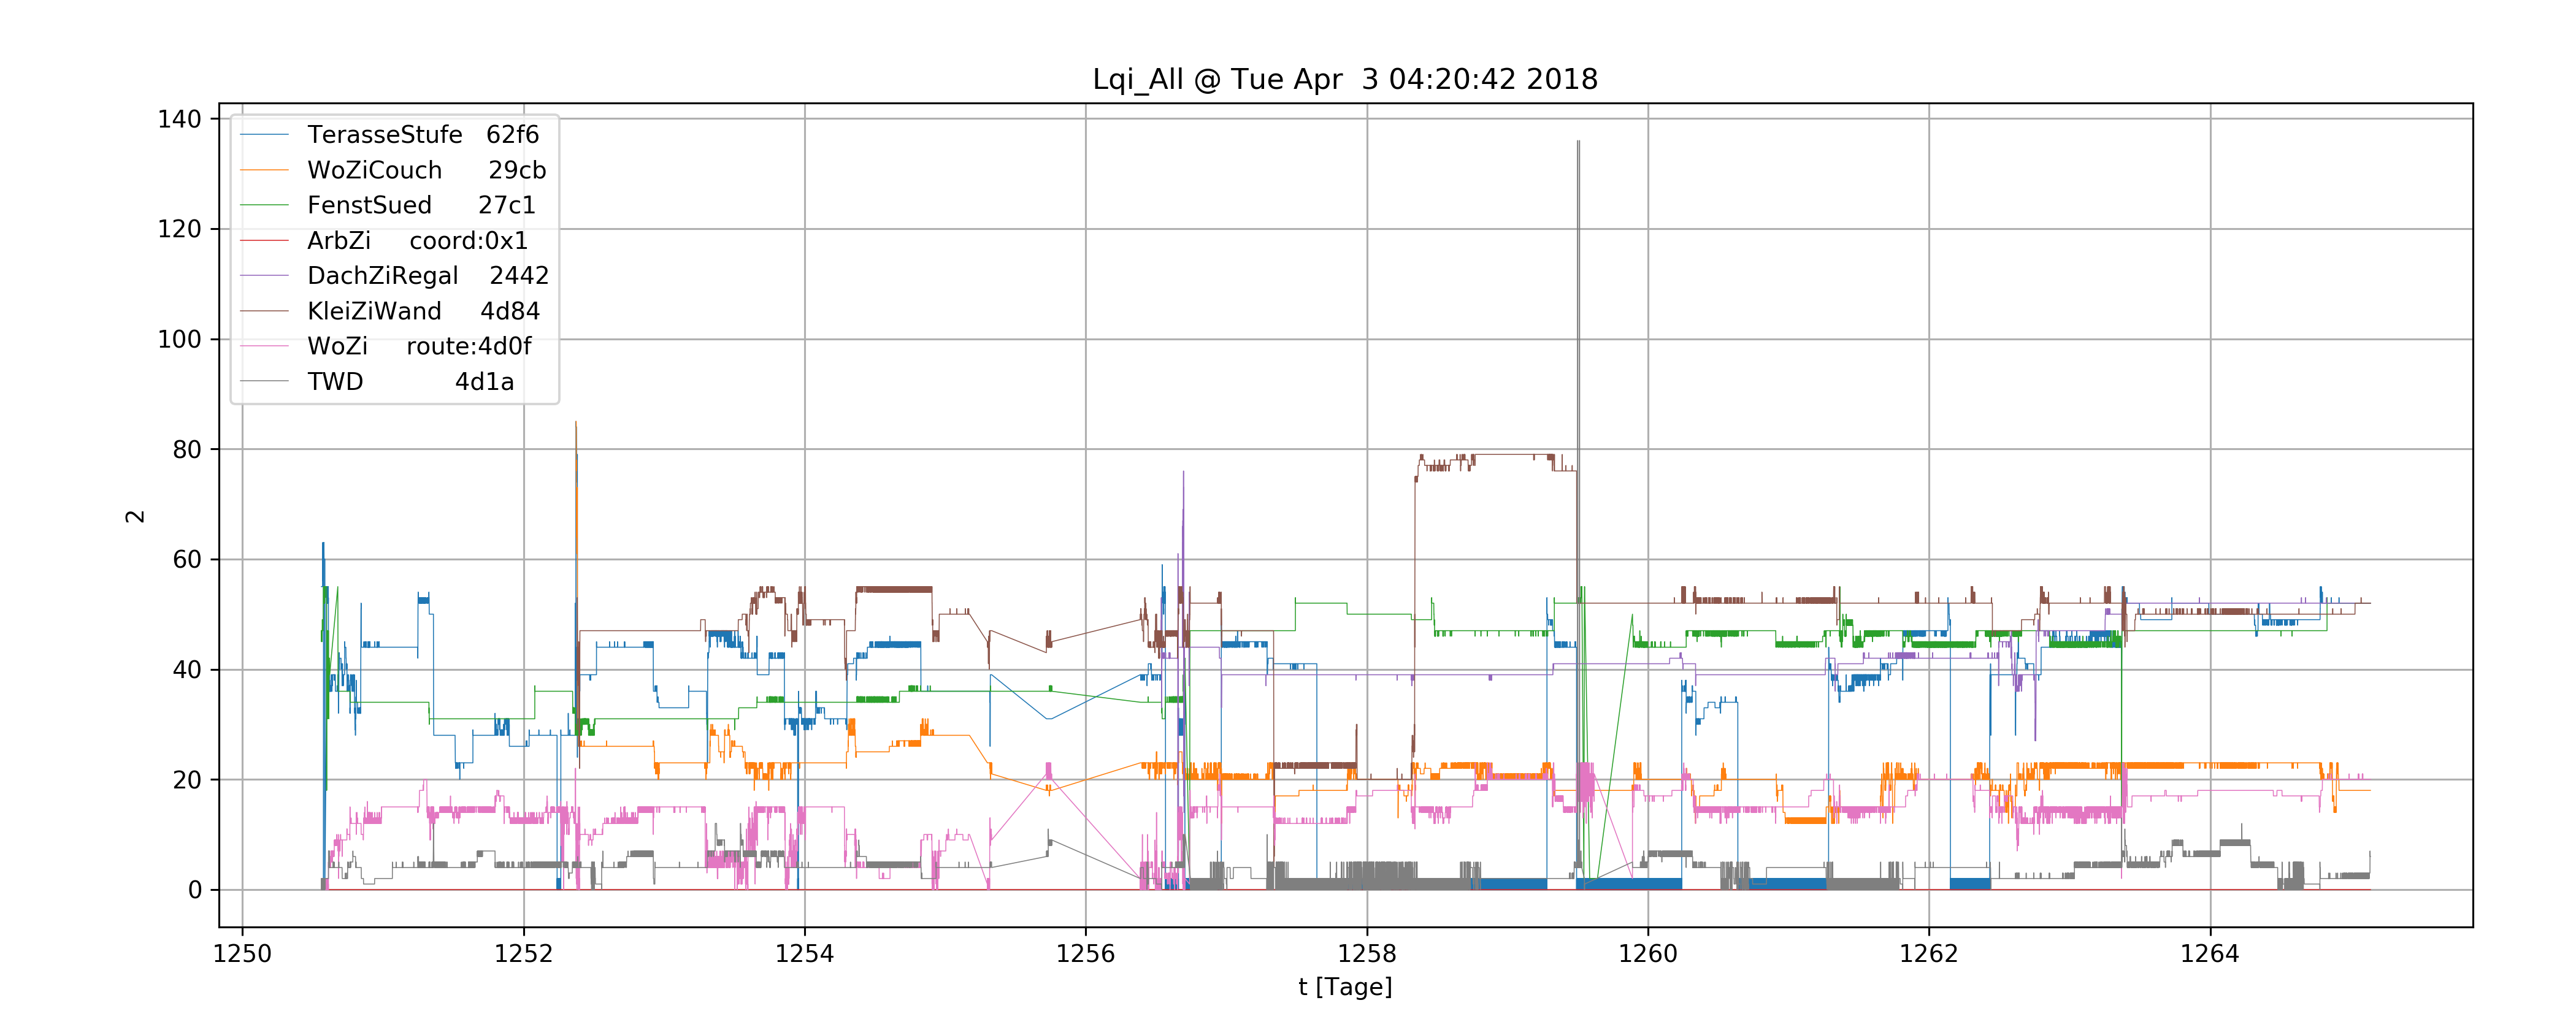 Lqi_All @ Tue Apr  3 04:20:42 2018
140
120
100
80
60
40
20
0
2
TerasseStufe   62f6
WoZiCouch      29cb
FenstSued      27c1
ArbZi     coord:0x1
DachZiRegal    2442
KleiZiWand     4d84
WoZi     route:4d0f
TWD            4d1a
1250 1252 1254 1256 1258 1260 1262 1264
t [Tage]